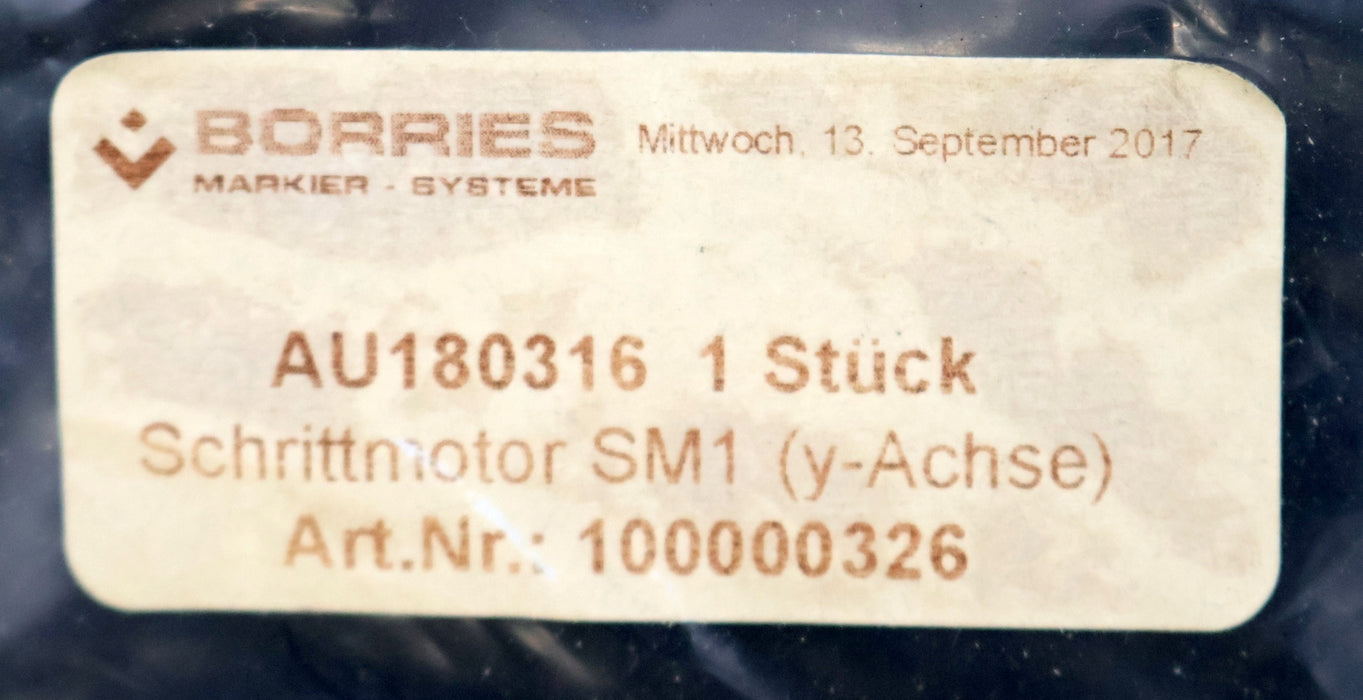 BORRIES Mittwoch, 13. September 2017
MARKIER - SYSTEME
AU180316 1 Stück
Schrittmotor SM1 (y-Achse)
Art.Nr.: 100000326